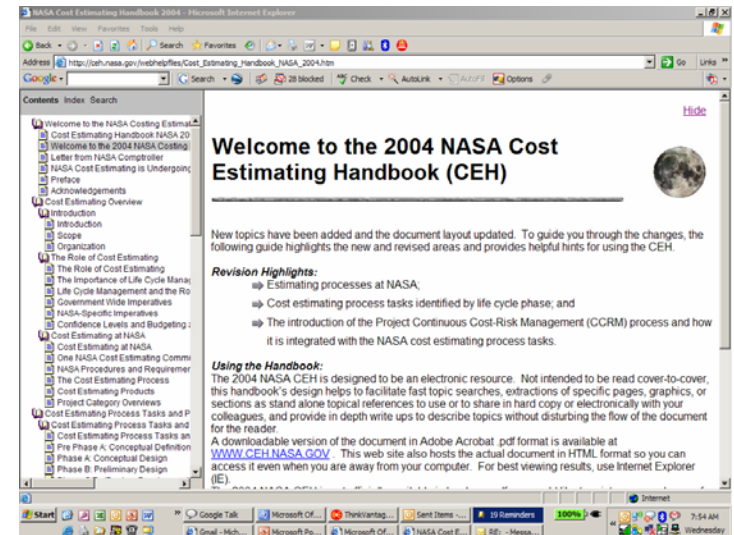 NASA Cost Estimating Handbook 2004 - Microsoft Internet Explorer
File Edit View Favorites Tools Help
Back Search Favorites
Address http://ceh.nasa.gov/webhelpfiles/Cost_Estimating_Handbook_NASA_2004.htm Go Links
Google Search 28 blocked Check AutoLink AutoFill Options
Contents Index Search
Hide
Welcome to the NASA Costing Estimat
Cost Estimating Handbook NASA 20
Welcome to the 2004 NASA Costing
Letter from NASA Comptroller
NASA Cost Estimating is Undergoing
Preface
Acknowledgements
Cost Estimating Overview
Introduction
Introduction
Scope
Organization
The Role of Cost Estimating
The Role of Cost Estimating
The Importance of Life Cycle Manag
Life Cycle Management and the Ro
Government Wide Imperatives
NASA-Specific Imperatives
Confidence Levels and Budgeting a
Cost Estimating at NASA
Cost Estimating at NASA
One NASA Cost Estimating Commu
NASA Procedures and Requiremen
The Cost Estimating Process
Cost Estimating Products
Project Category Overviews
Cost Estimating Process Tasks and P
Cost Estimating Process Tasks and
Cost Estimating Process Tasks an
Pre Phase A: Conceptual Definition
Phase A: Conceptual Design
Phase B: Preliminary Design
Welcome to the 2004 NASA Cost
Estimating Handbook (CEH)
New topics have been added and the document layout updated. To guide you through the changes, the
following guide highlights the new and revised areas and provides helpful hints for using the CEH.
Revision Highlights:
Estimating processes at NASA;
Cost estimating process tasks identified by life cycle phase; and
The introduction of the Project Continuous Cost-Risk Management (CCRM) process and how
it is integrated with the NASA cost estimating process tasks.
Using the Handbook:
The 2004 NASA CEH is designed to be an electronic resource. Not intended to be read cover-to-cover,
this handbook's design helps to facilitate fast topic searches, extractions of specific pages, graphics, or
sections as stand alone topical references to use or to share in hard copy or electronically with your
colleagues, and provide in depth write ups to describe topics without disturbing the flow of the document
for the reader.
A downloadable version of the document in Adobe Acrobat .pdf format is available at
WWW.CEH.NASA.GOV . This web site also hosts the actual document in HTML format so you can
access it even when you are away from your computer. For best viewing results, use Internet Explorer
(IE).
Internet
Start Google Talk Microsoft Of... ThinkVantag... Sent Items -... 19 Reminders 100% 7:54 AM
Gmail - Mich... Microsoft Po... Microsoft Of... NASA Cost E... RE: - Messa... Wednesday